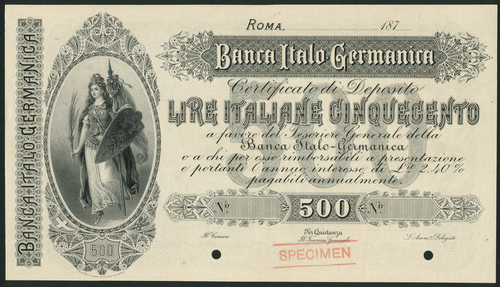 ROMA, 187
Banca Italo Germanica
Certificato di Deposito
LIRE ITALIANE CINQUECENTO
a favore del Tesoriere Generale della
Banca Italo-Germanica
o a chi per esso rimborsabili a presentazione
e portanti l'annuo interesse di L.e 2.40%
pagabili annualmente.
No. 500 No.
Il Cassiere Per Quietanza L'Amm.e Delegato
Il Tesoriere Generale
SPECIMEN
BANCA ITALO-GERMANICA
500